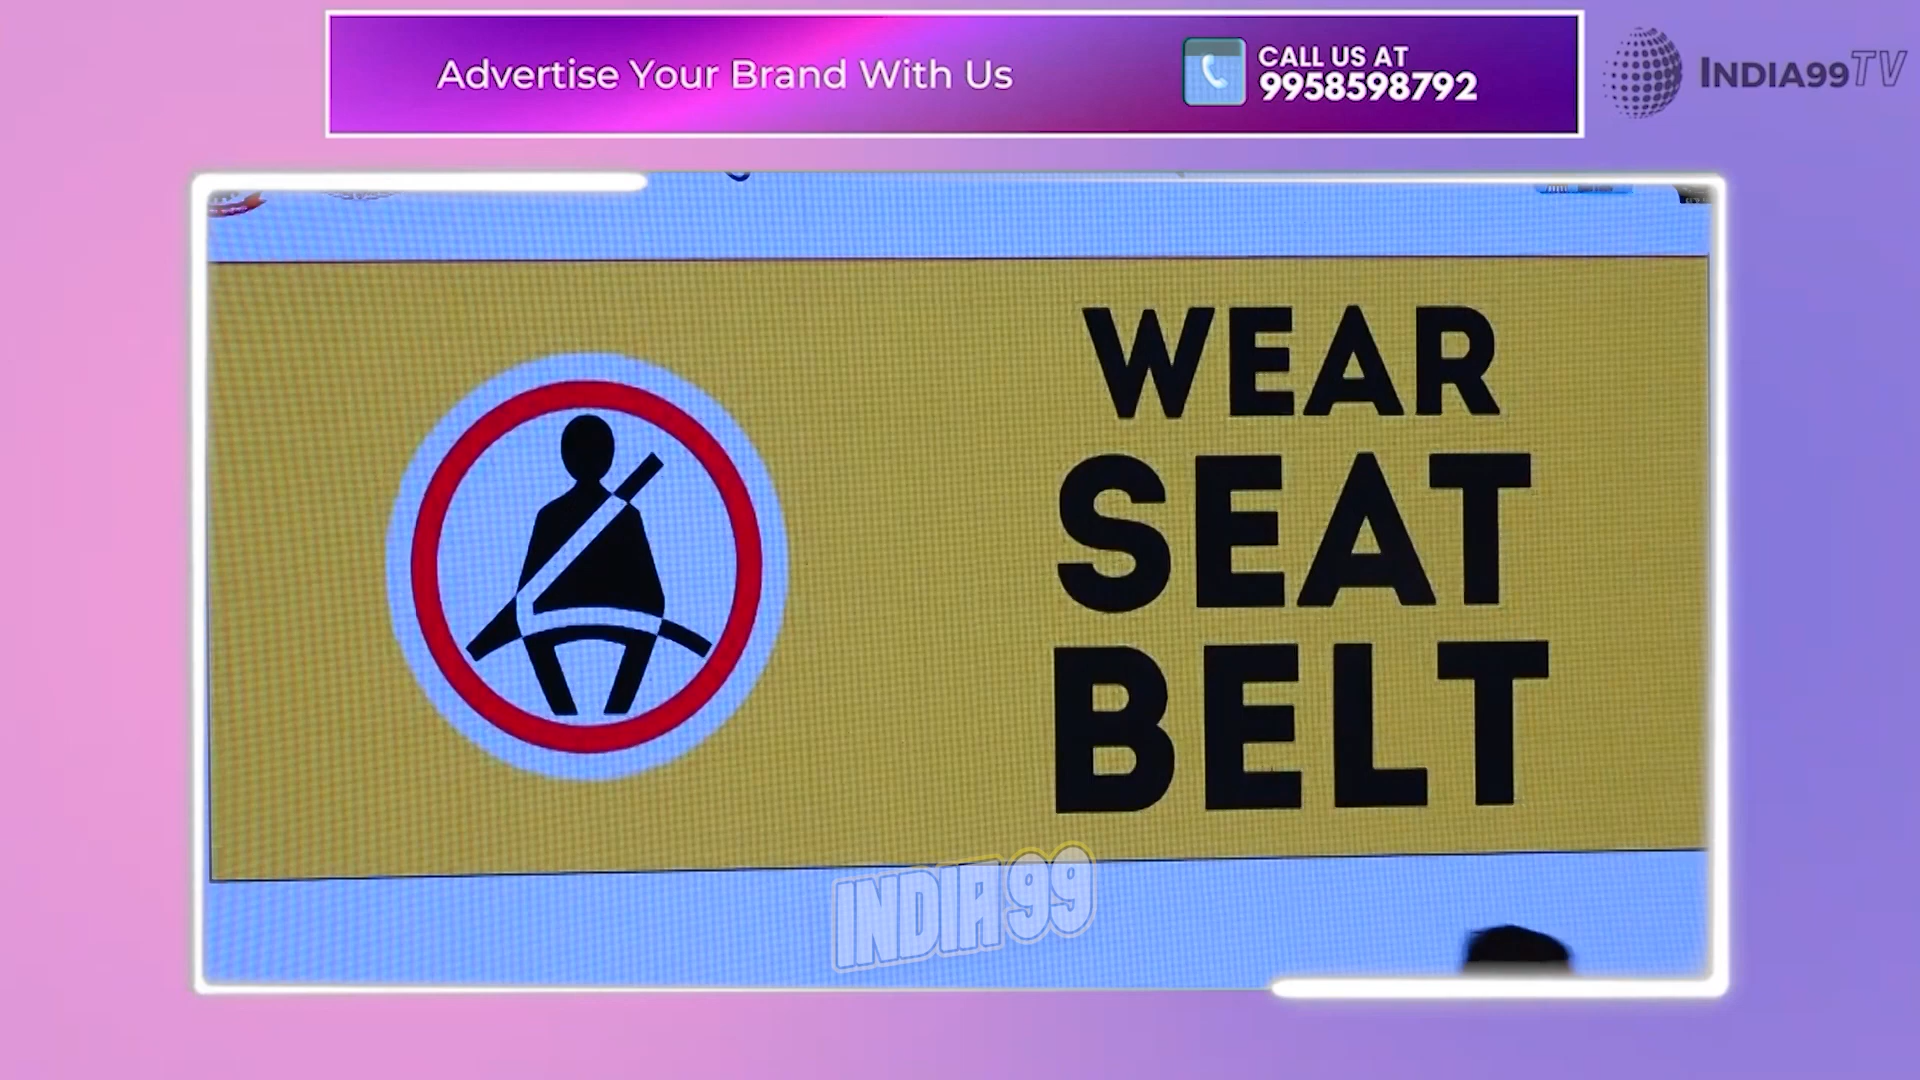 Advertise Your Brand With Us
CALL US AT
9958598792
INDIA99TV
WEAR
SEAT
BELT
INDIA99